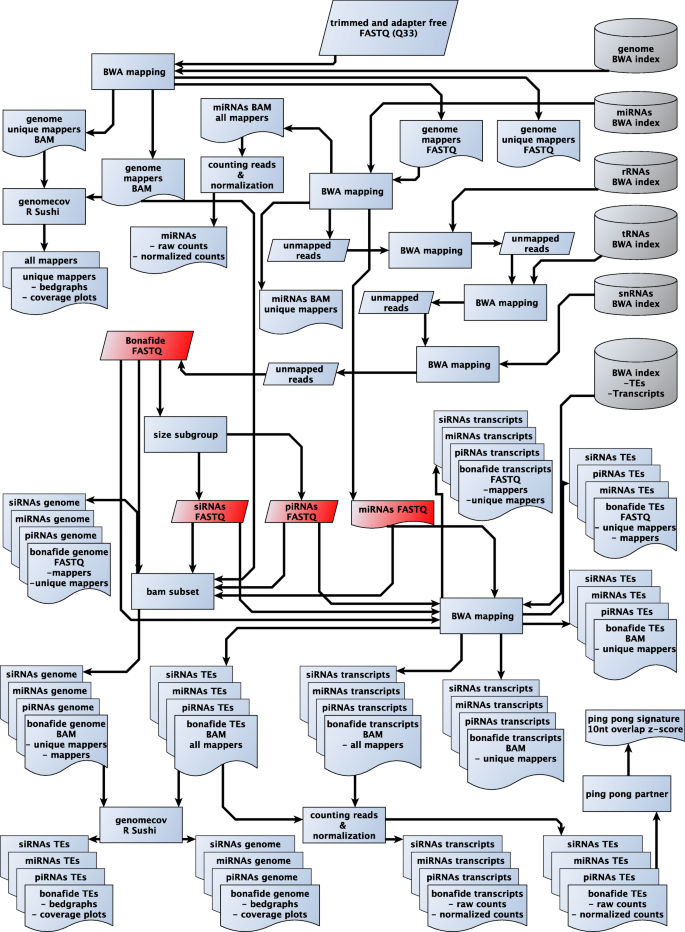 trimmed and adapter free
FASTQ (Q33)
genome
BWA index
BWA mapping
miRNAs BAM
all mappers
genome
unique mappers
BAM
genome
mappers
FASTQ
genome
unique mappers
FASTQ
miRNAs
BWA index
genome
mappers
BAM
counting reads
&
normalization
BWA mapping
rRNAs
BWA index
genomecov
R Sushi
miRNAs
- raw counts
- normalized counts
unmapped
reads
BWA mapping
unmapped
reads
tRNAs
BWA index
all mappers
unique mappers
- bedgraphs
- coverage plots
miRNAs BAM
unique mappers
unmapped
reads
BWA mapping
snRNAs
BWA index
Bonafide
FASTQ
unmapped
reads
BWA mapping
BWA index
-TEs
-Transcripts
size subgroup
siRNAs transcripts
miRNAs transcripts
piRNAs transcripts
bonafide transcripts
FASTQ
-mappers
-unique mappers
siRNAs TEs
piRNAs TEs
miRNAs TEs
bonafide TEs
FASTQ
- unique mappers
- mappers
siRNAs genome
miRNAs genome
piRNAs genome
bonafide genome
FASTQ
-mappers
-unique mappers
siRNAs
FASTQ
piRNAs
FASTQ
miRNAs FASTQ
bam subset
BWA mapping
siRNAs TEs
miRNAs TEs
piRNAs TEs
bonafide TEs
BAM
- unique mappers
siRNAs genome
miRNAs genome
piRNAs genome
bonafide genome
BAM
- unique mappers
- mappers
siRNAs TEs
miRNAs TEs
piRNAs TEs
bonafide TEs
BAM
all mappers
siRNAs transcripts
miRNAs transcripts
piRNAs transcripts
bonafide transcripts
BAM
- all mappers
siRNAs transcripts
miRNAs transcripts
piRNAs transcripts
bonafide transcripts
BAM
- unique mappers
ping pong signature
10nt overlap z-score
ping pong partner
genomecov
R Sushi
counting reads
&
normalization
siRNAs TEs
miRNAs TEs
piRNAs TEs
bonafide TEs
- bedgraphs
- coverage plots
siRNAs genome
miRNAs genome
piRNAs genome
bonafide genome
- bedgraphs
- coverage plots
siRNAs transcripts
miRNAs transcripts
piRNAs transcripts
bonafide transcripts
- raw counts
- normalized counts
siRNAs TEs
miRNAs TEs
piRNAs TEs
bonafide TEs
- raw counts
- normalized counts